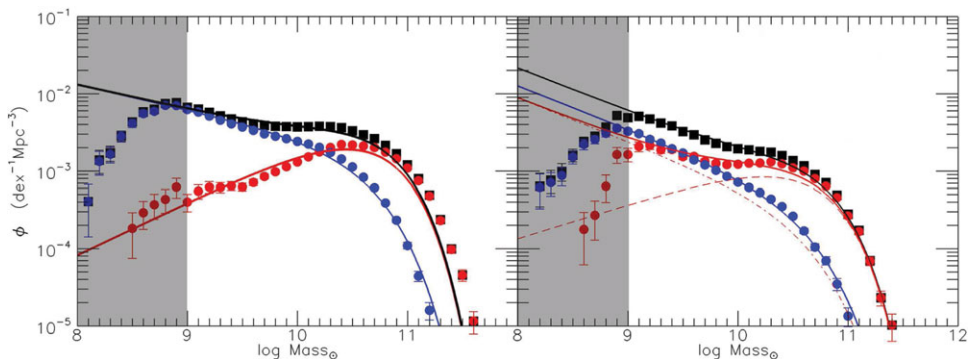 10⁻¹
10⁻²
10⁻³
10⁻⁴
10⁻⁵
ϕ (dex⁻¹Mpc⁻³)
8 9 10 11 8 9 10 11 12
log Mass⊙ log Mass⊙